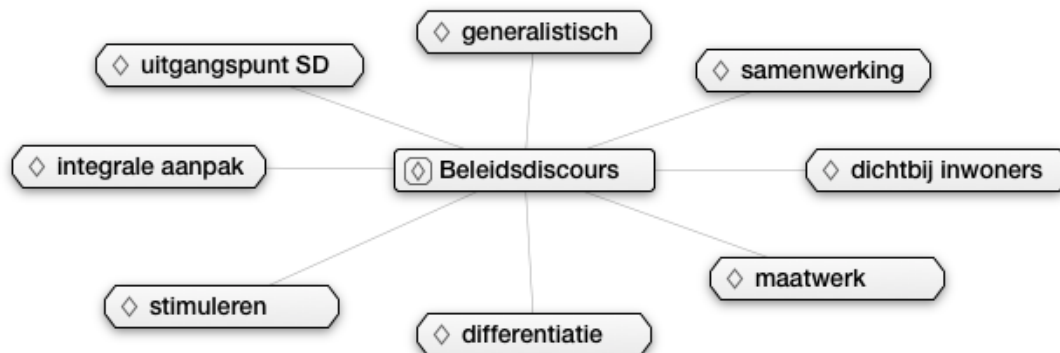 generalistisch
uitgangspunt SD
samenwerking
integrale aanpak
Beleidsdiscours
dichtbij inwoners
maatwerk
stimuleren
differentiatie